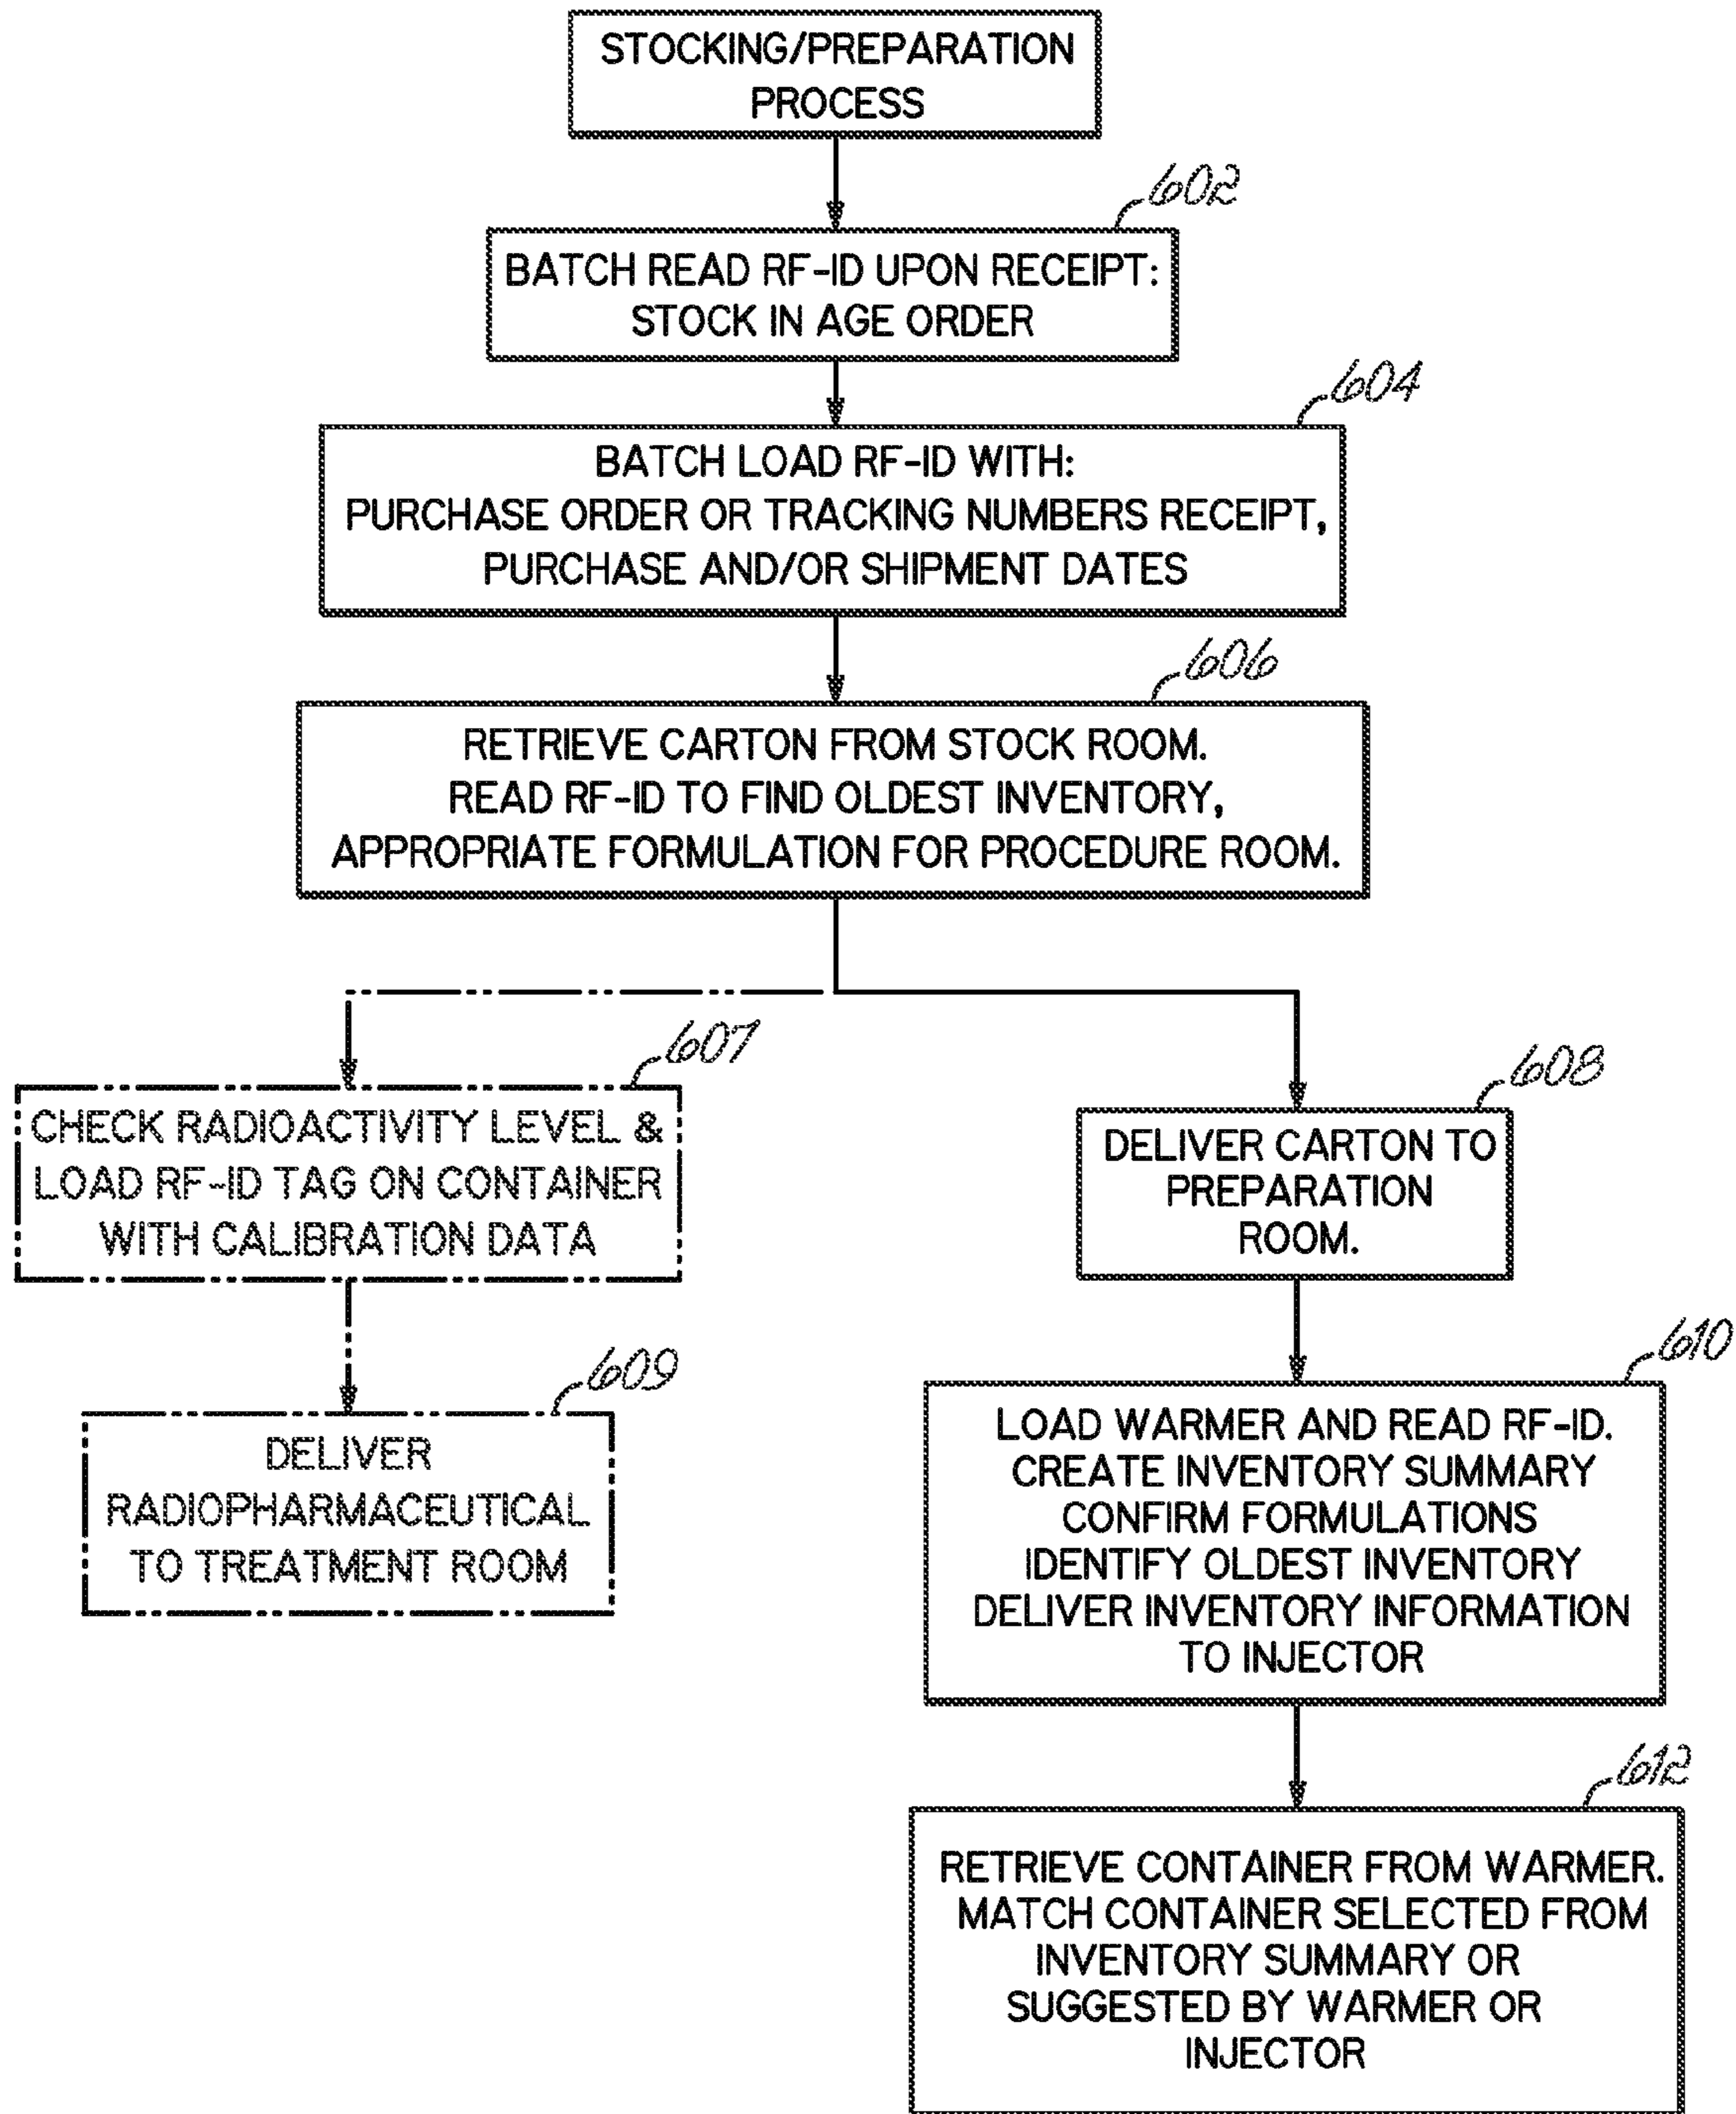 STOCKING/PREPARATION
PROCESS
602
BATCH READ RF-ID UPON RECEIPT:
STOCK IN AGE ORDER
604
BATCH LOAD RF-ID WITH:
PURCHASE ORDER OR TRACKING NUMBERS RECEIPT,
PURCHASE AND/OR SHIPMENT DATES
606
RETRIEVE CARTON FROM STOCK ROOM.
READ RF-ID TO FIND OLDEST INVENTORY,
APPROPRIATE FORMULATION FOR PROCEDURE ROOM.
607
CHECK RADIOACTIVITY LEVEL &
LOAD RF-ID TAG ON CONTAINER
WITH CALIBRATION DATA
609
DELIVER
RADIOPHARMACEUTICAL
TO TREATMENT ROOM
608
DELIVER CARTON TO
PREPARATION
ROOM.
610
LOAD WARMER AND READ RF-ID.
CREATE INVENTORY SUMMARY
CONFIRM FORMULATIONS
IDENTIFY OLDEST INVENTORY
DELIVER INVENTORY INFORMATION
TO INJECTOR
612
RETRIEVE CONTAINER FROM WARMER.
MATCH CONTAINER SELECTED FROM
INVENTORY SUMMARY OR
SUGGESTED BY WARMER OR
INJECTOR